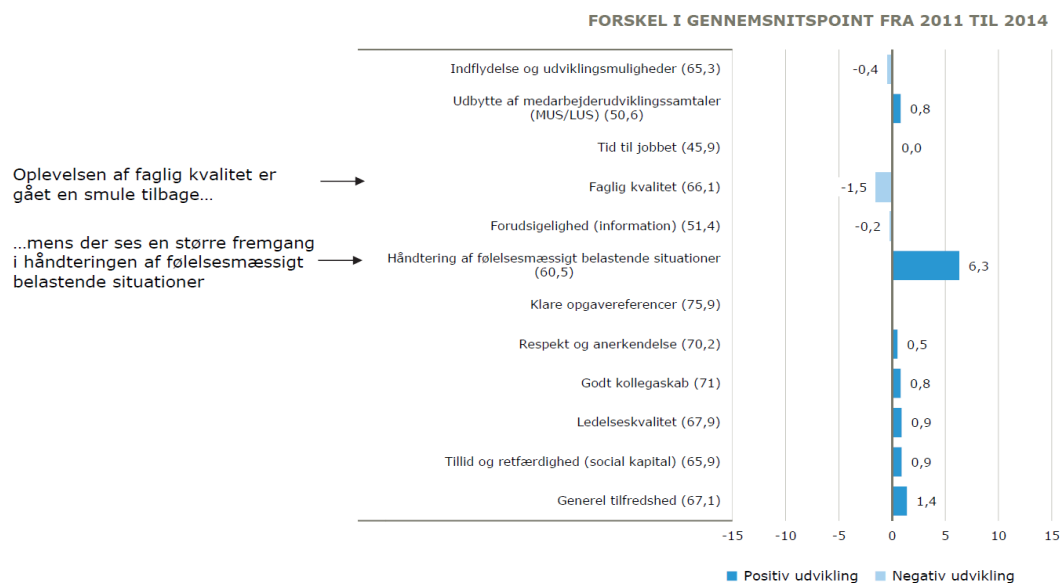 FORSKEL I GENNEMSNITSPOINT FRA 2011 TIL 2014
Indflydelse og udviklingsmuligheder (65,3)
-0,4
Udbytte af medarbejderudviklingssamtaler
(MUS/LUS) (50,6)
0,8
Tid til jobbet (45,9)
0,0
Oplevelsen af faglig kvalitet er
gået en smule tilbage...
Faglig kvalitet (66,1)
-1,5
Forudsigelighed (information) (51,4)
-0,2
...mens der ses en større fremgang
i håndteringen af følelsesmæssigt
belastende situationer
Håndtering af følelsesmæssigt belastende situationer
(60,5)
6,3
Klare opgavereferencer (75,9)
Respekt og anerkendelse (70,2)
0,5
Godt kollegaskab (71)
0,8
Ledelseskvalitet (67,9)
0,9
Tillid og retfærdighed (social kapital) (65,9)
0,9
Generel tilfredshed (67,1)
1,4
-15 -10 -5 0 5 10 15
Positiv udvikling Negativ udvikling